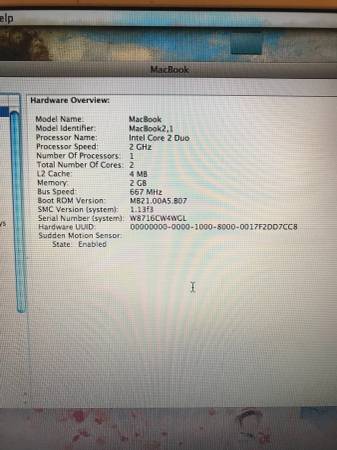 elp
MacBook
Hardware Overview:
Model Name: MacBook
Model Identifier: MacBook2,1
Processor Name: Intel Core 2 Duo
Processor Speed: 2 GHz
Number Of Processors: 1
Total Number Of Cores: 2
L2 Cache: 4 MB
Memory: 2 GB
Bus Speed: 667 MHz
Boot ROM Version: MB21.00A5.B07
SMC Version (system): 1.13f3
Serial Number (system): W8716CW4WGL
Hardware UUID: 00000000-0000-1000-8000-0017F2DD7CC8
Sudden Motion Sensor:
State: Enabled
ys